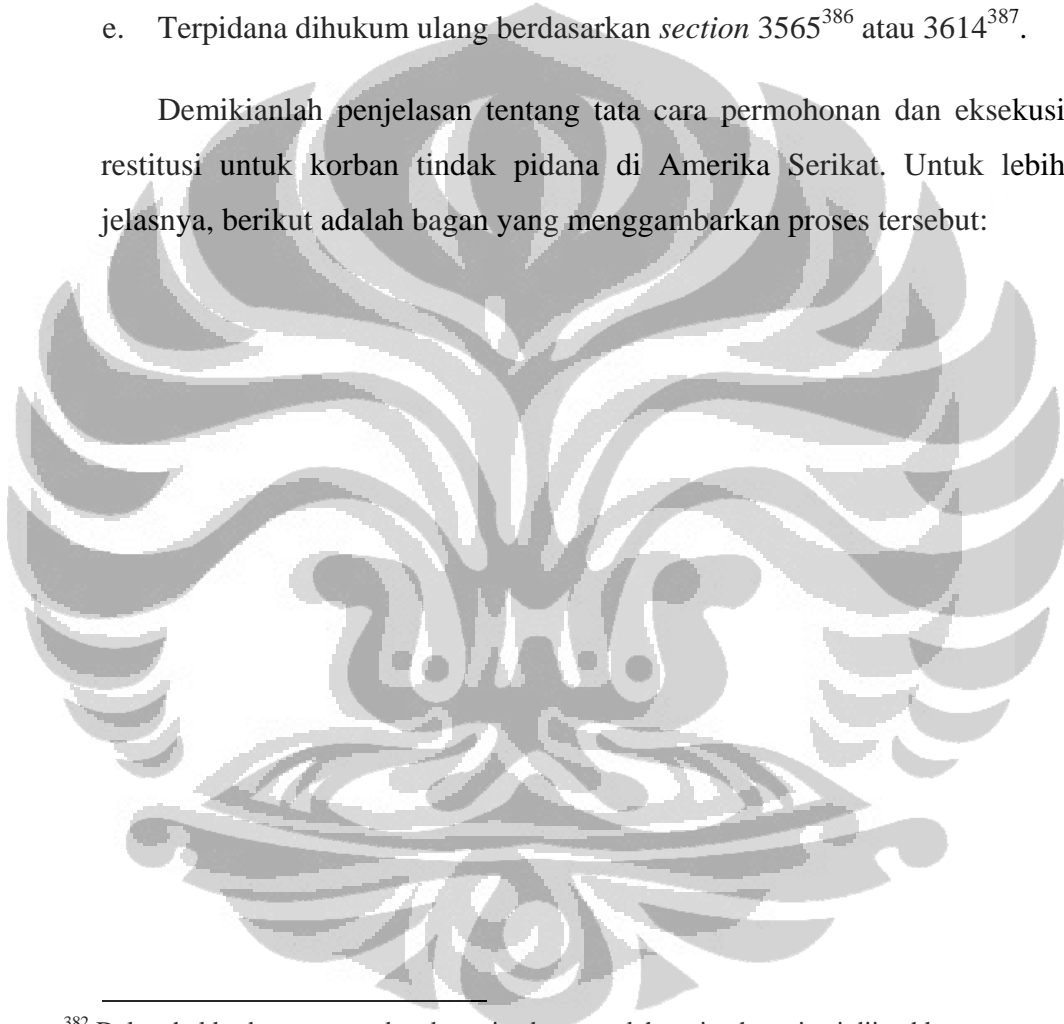 e. Terpidana dihukum ulang berdasarkan section 3565386 atau 3614387.
Demikianlah penjelasan tentang tata cara permohonan dan eksekusi
restitusi untuk korban tindak pidana di Amerika Serikat. Untuk lebih
jelasnya, berikut adalah bagan yang menggambarkan proses tersebut:
382